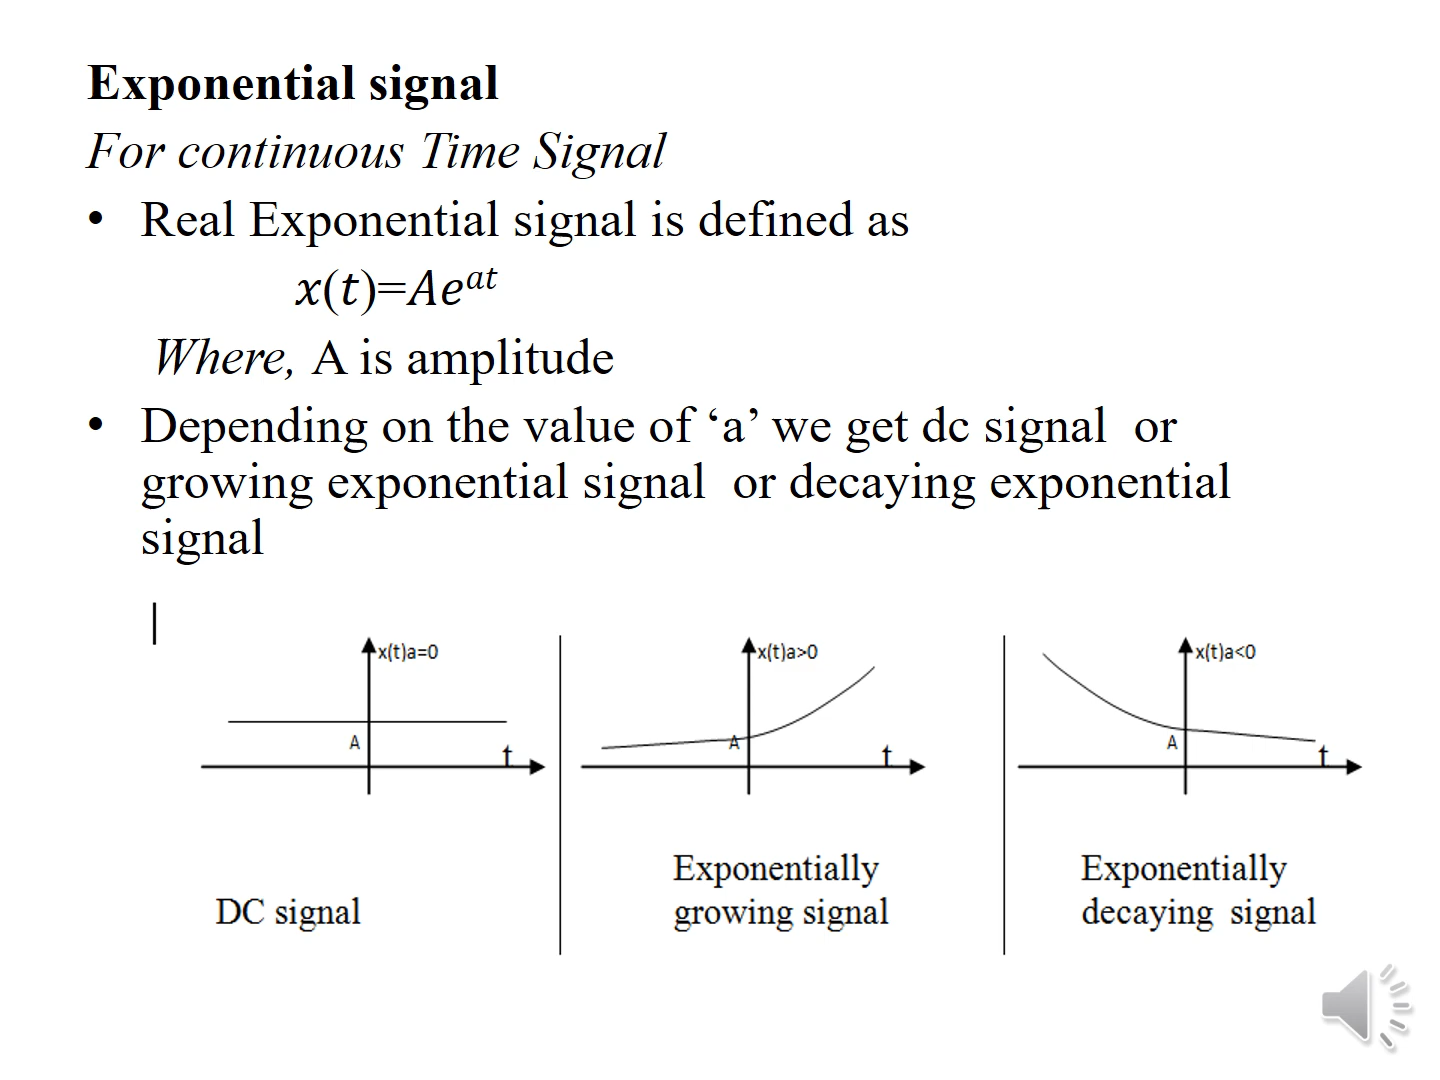 Exponential signal
For continuous Time Signal
• Real Exponential signal is defined as
x(t)=Ae^{at}
Where, A is amplitude
• Depending on the value of ‘a’ we get dc signal or
growing exponential signal or decaying exponential
signal
x(t)a=0
A
t
DC signal
x(t)a>0
A
t
Exponentially
growing signal
x(t)a<0
A
t
Exponentially
decaying signal